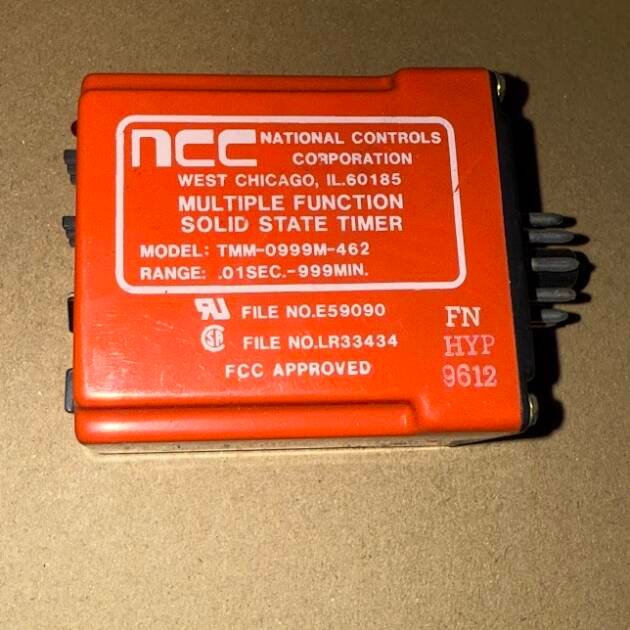 ncc NATIONAL CONTROLS
CORPORATION
WEST CHICAGO, IL.60185
MULTIPLE FUNCTION
SOLID STATE TIMER
MODEL: TMM-0999M-462
RANGE: .01SEC.-999MIN.
FILE NO.E59090
FILE NO.LR33434
FCC APPROVED
FN
HYP
9612